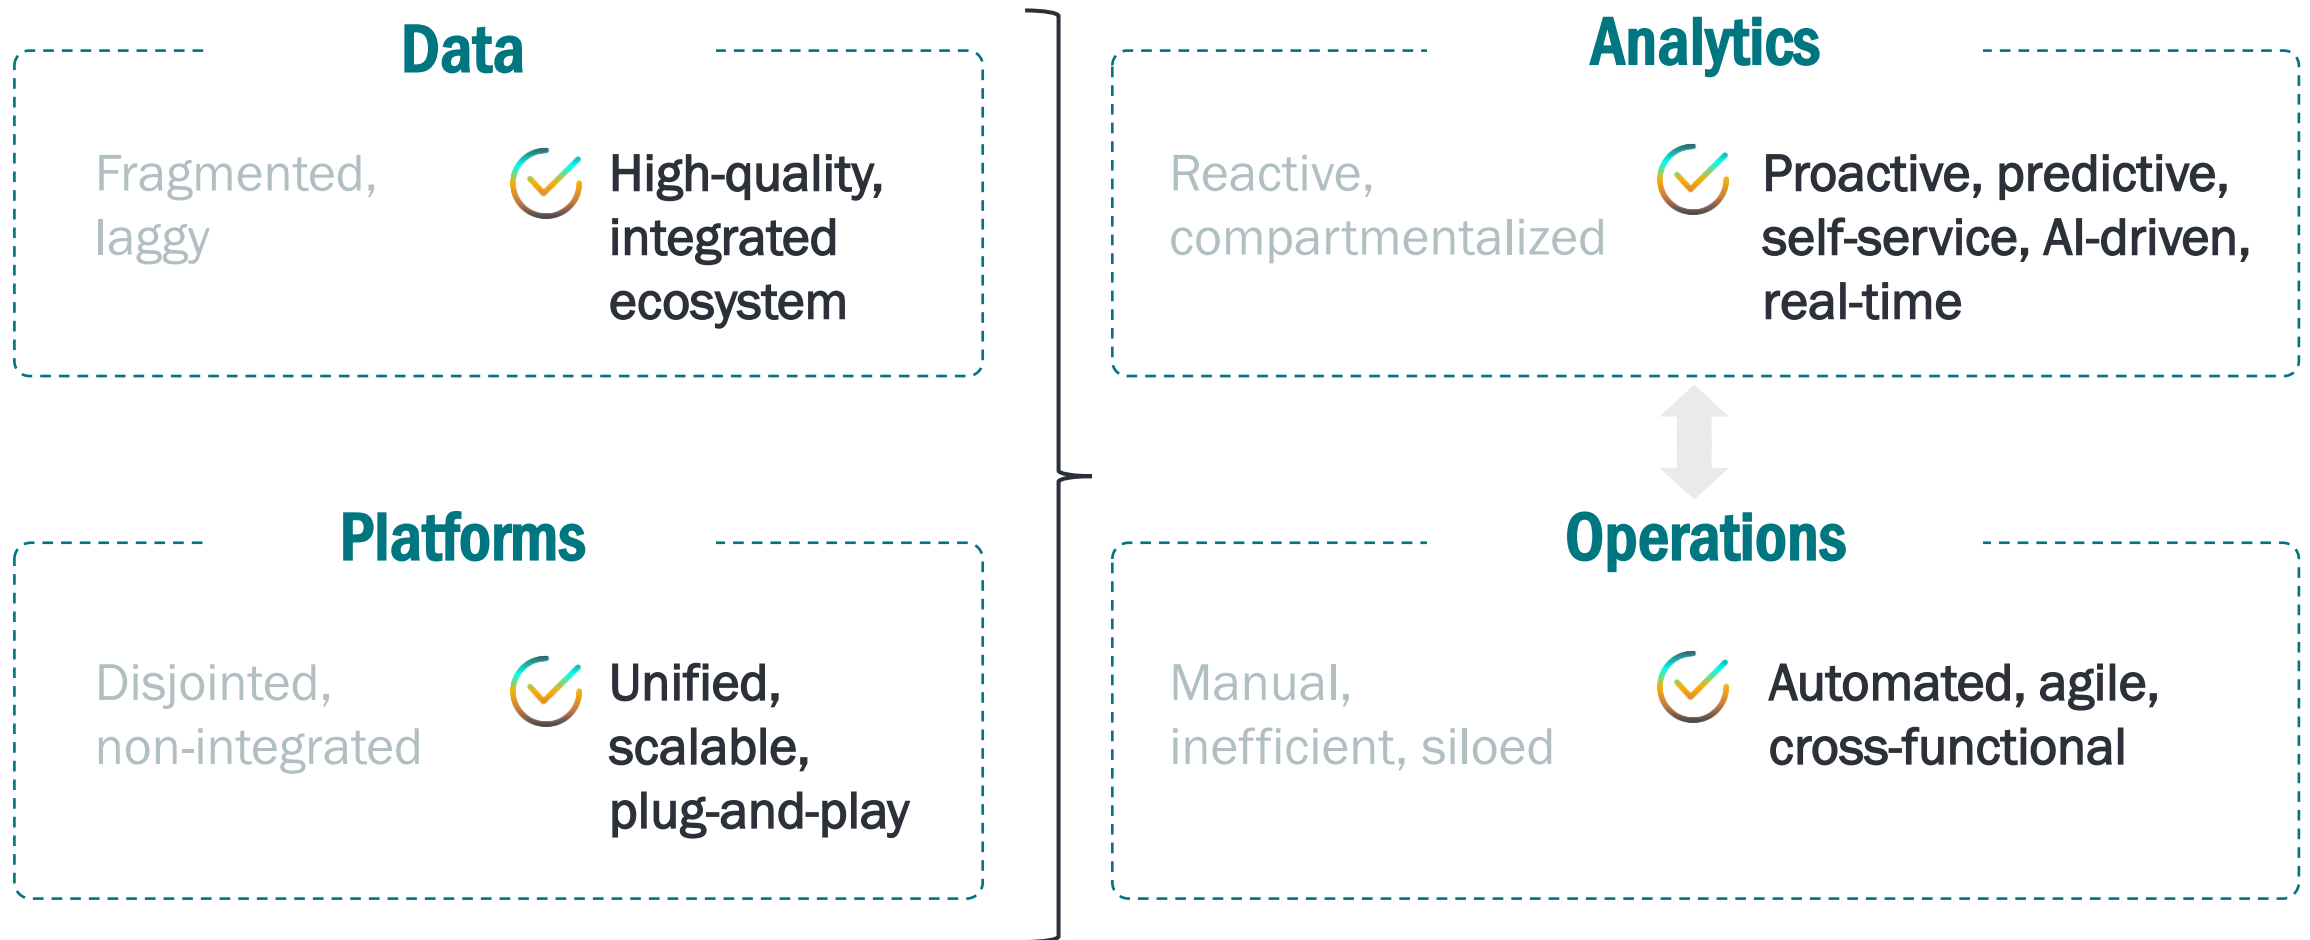 Data
Fragmented,
laggy
High-quality,
integrated
ecosystem
Platforms
Disjointed,
non-integrated
Unified,
scalable,
plug-and-play
Analytics
Reactive,
compartmentalized
Proactive, predictive,
self-service, AI-driven,
real-time
Operations
Manual,
inefficient, siloed
Automated, agile,
cross-functional